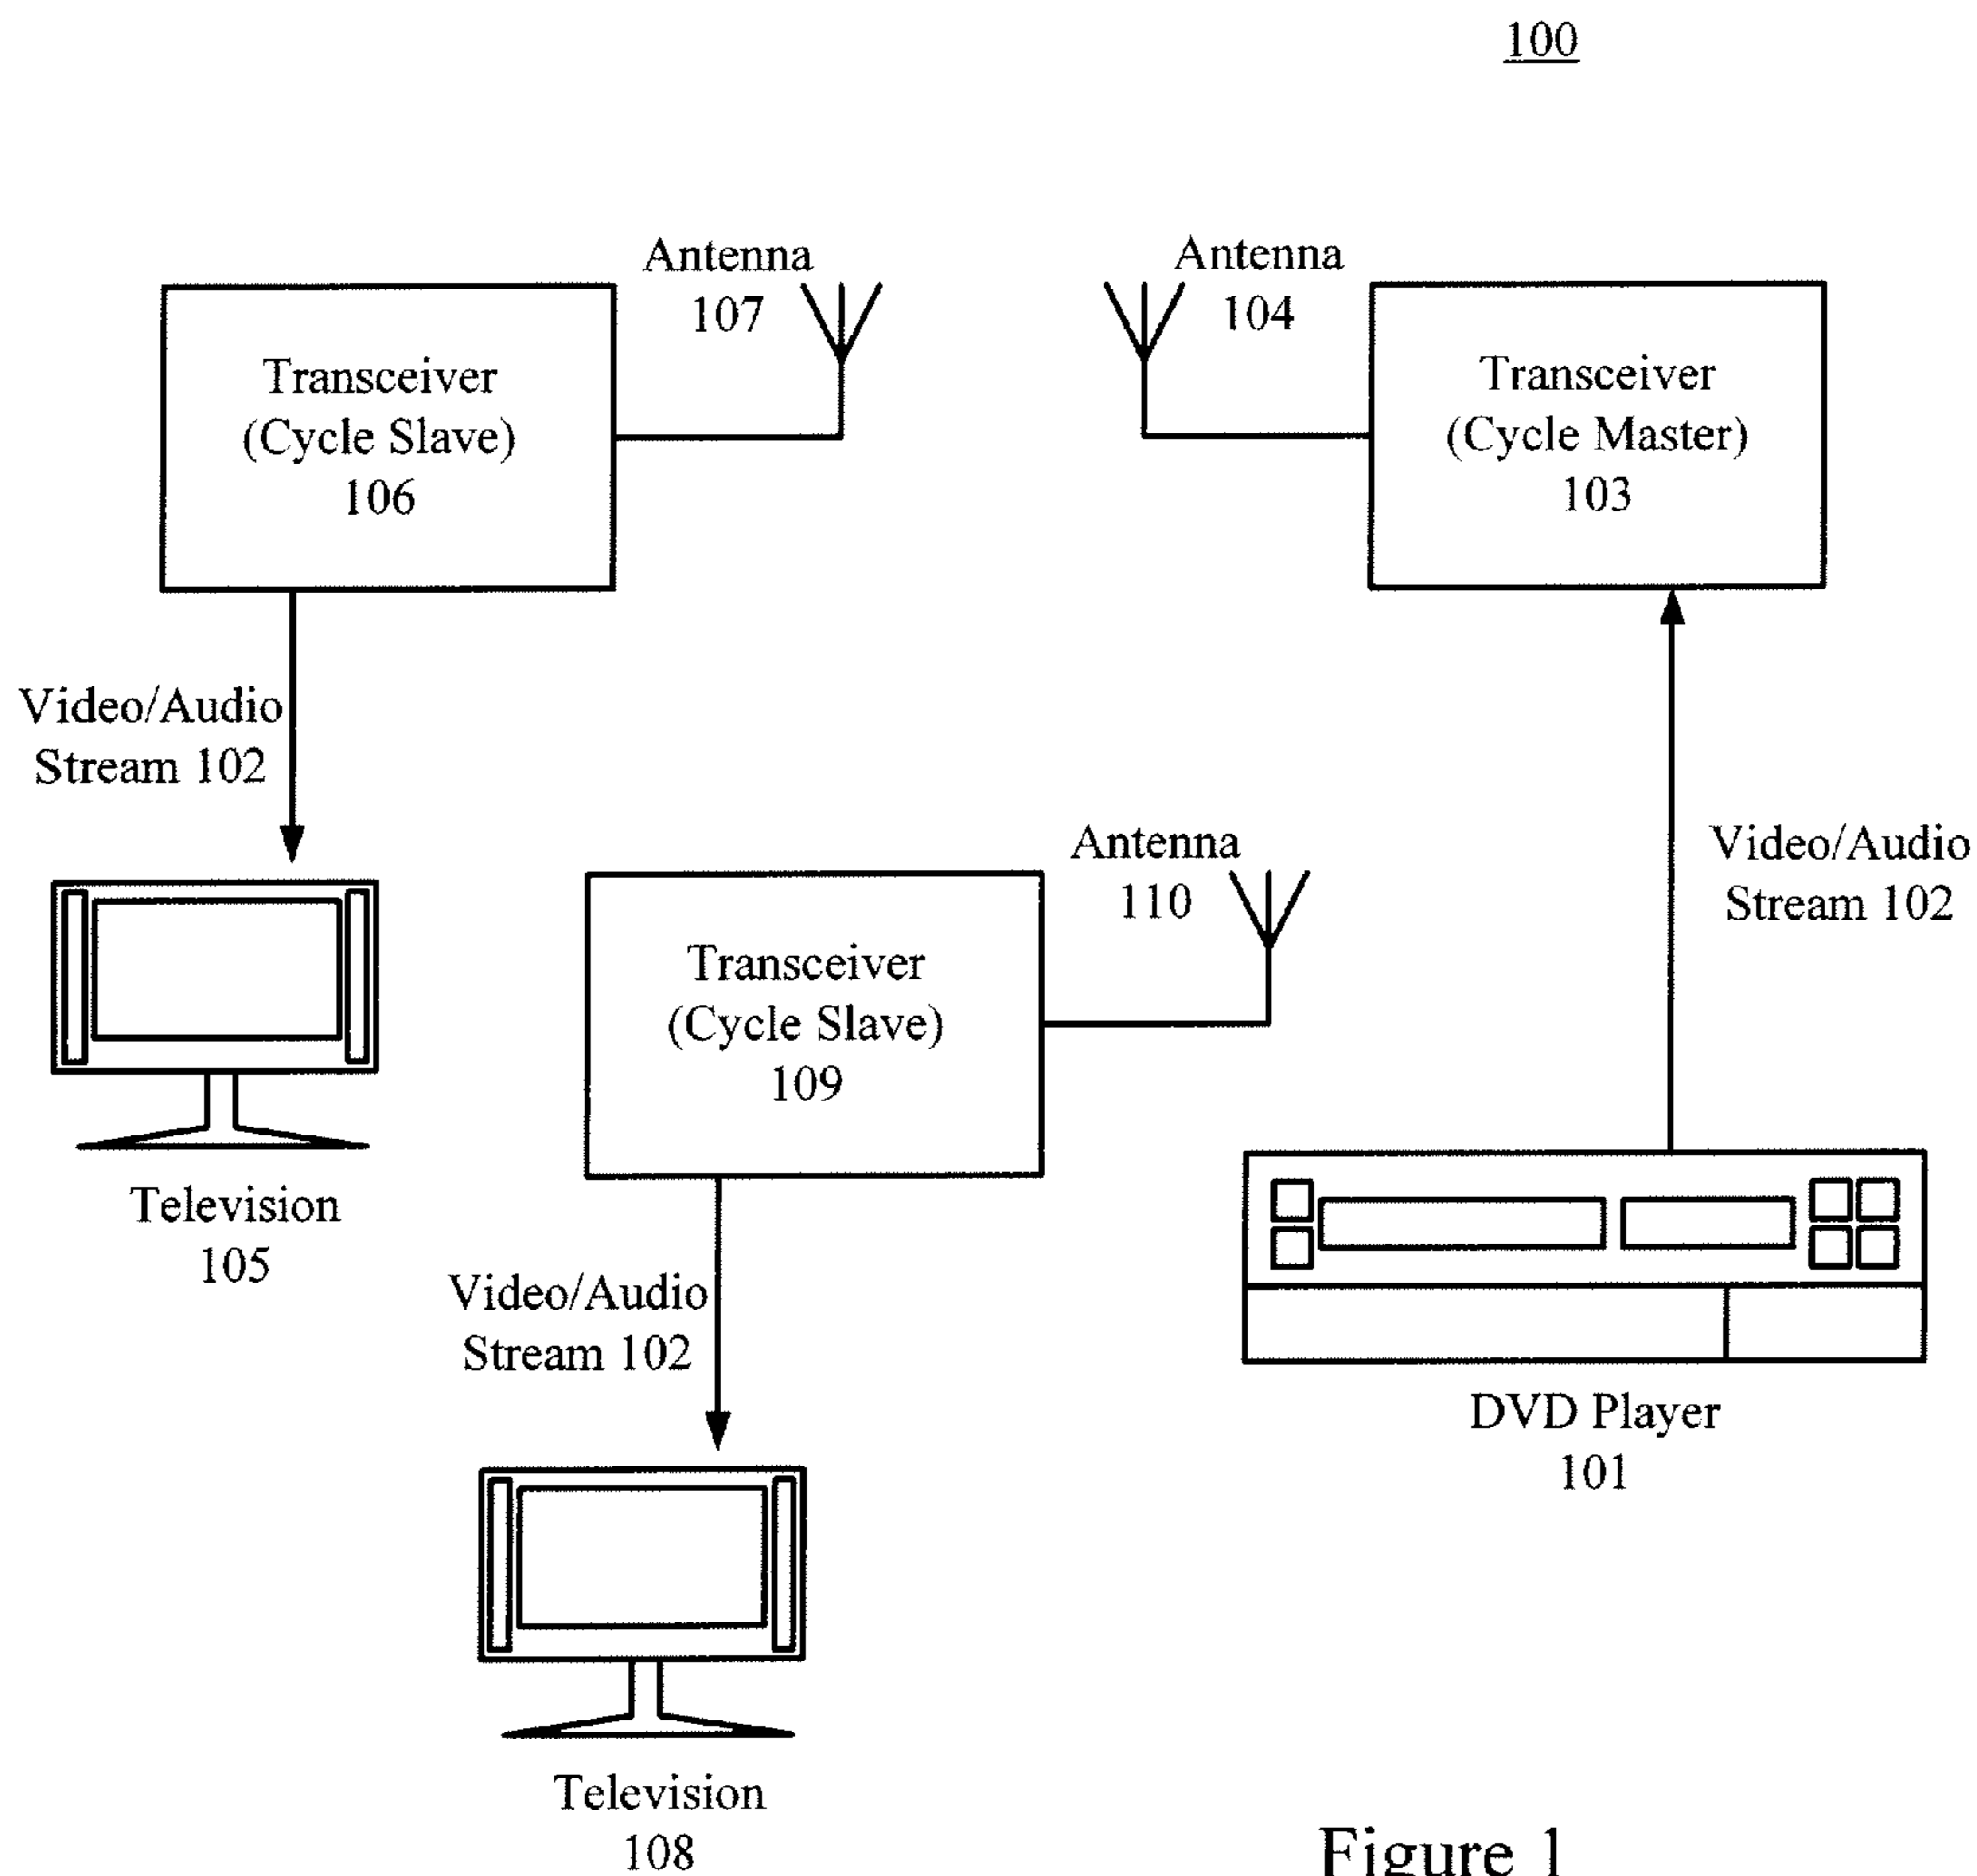 100
Antenna
107
Antenna
104
Transceiver
(Cycle Slave)
106
Transceiver
(Cycle Master)
103
Video/Audio
Stream 102
Antenna
110
Video/Audio
Stream 102
Transceiver
(Cycle Slave)
109
Television
105
Video/Audio
Stream 102
DVD Player
101
Television
108
Figure 1